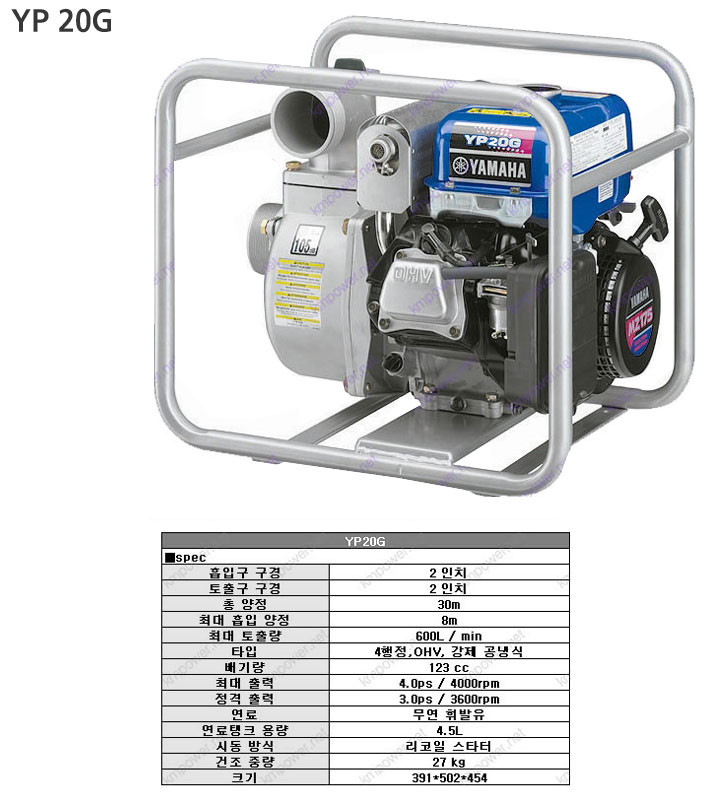 YP 20G
YP20G
YAMAHA
105dB
OHV
YAMAHA
MZ175
kmpower.net
YP20G
■spec
흡입구 구경 2 인치
토출구 구경 2 인치
총 양정 30m
최대 흡입 양정 8m
최대 토출량 600L / min
타입 4행정,OHV, 강제 공냉식
배기량 123 cc
최대 출력 4.0ps / 4000rpm
정격 출력 3.0ps / 3600rpm
연료 무연 휘발유
연료탱크 용량 4.5L
시동 방식 리코일 스타터
건조 중량 27 kg
크기 391*502*454